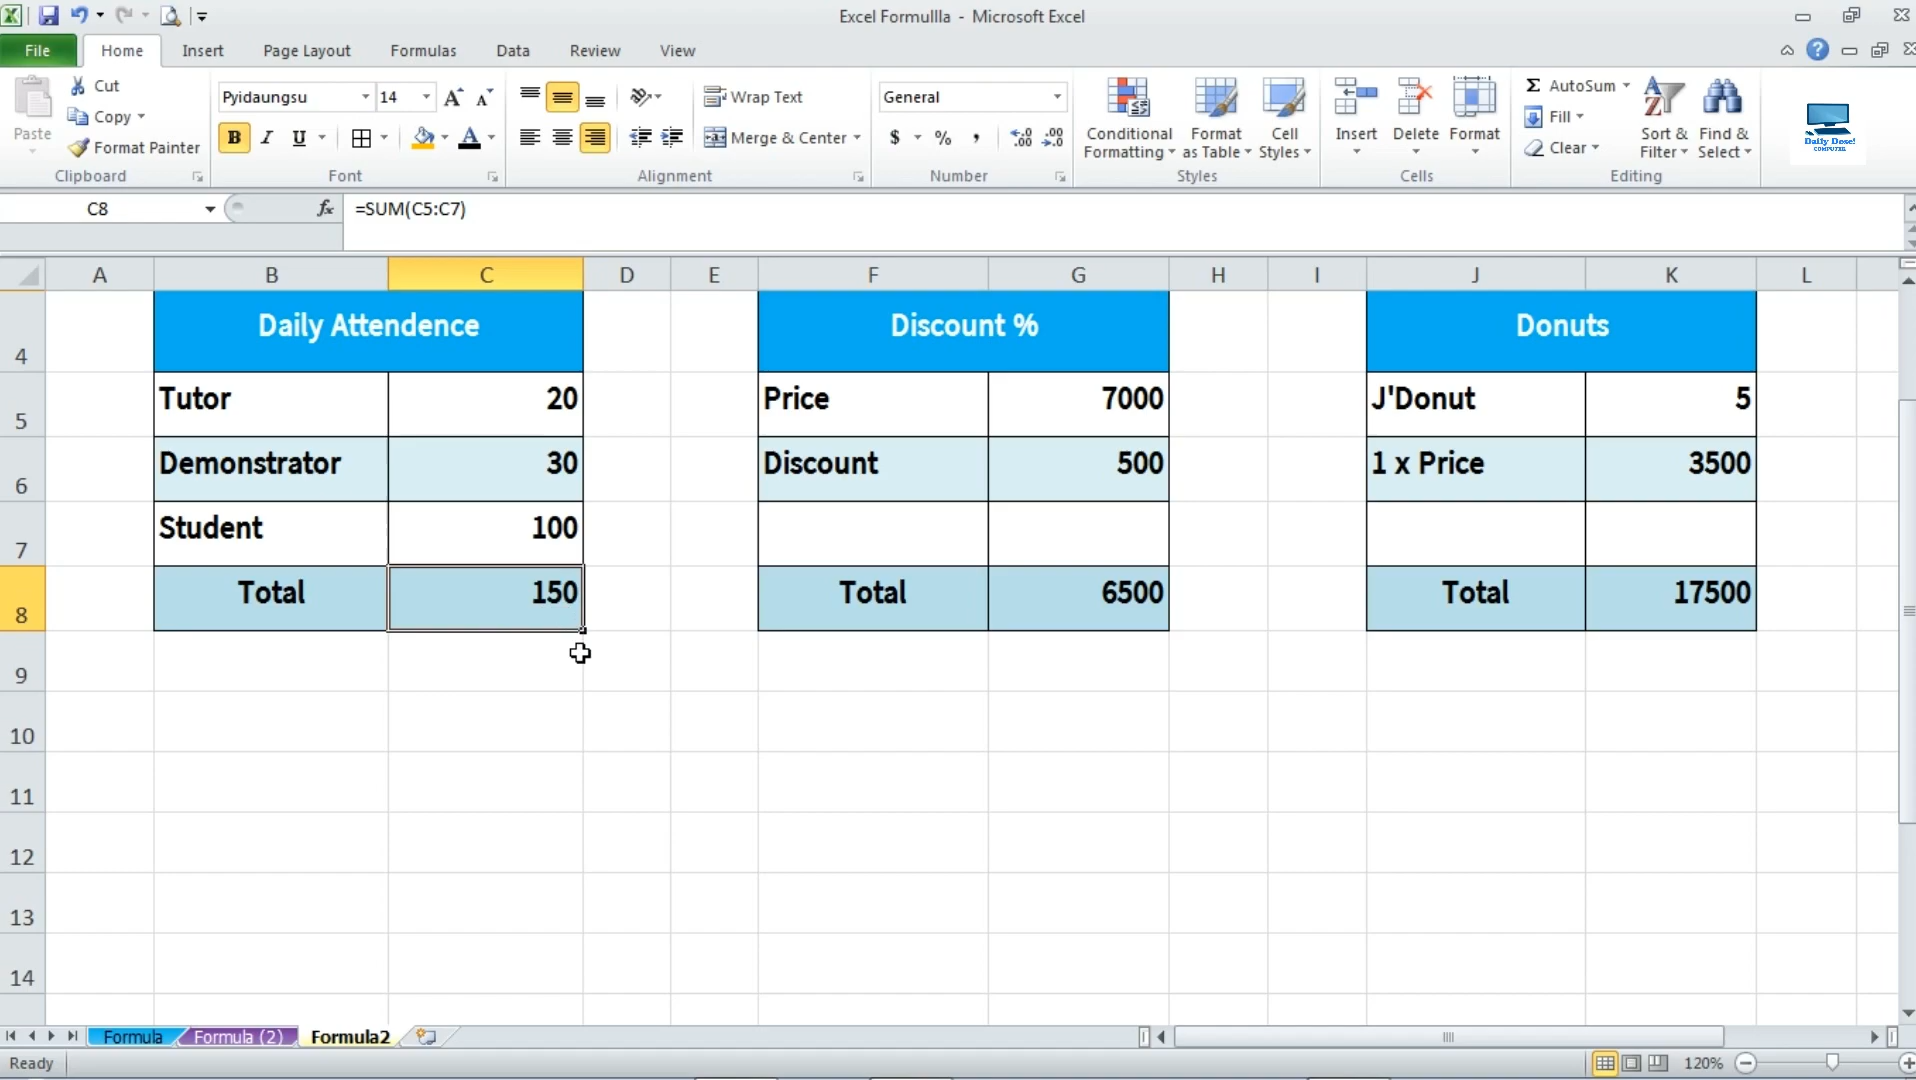 Excel Formullla - Microsoft Excel
File Home Insert Page Layout Formulas Data Review View
Paste
Cut
Copy
Format Painter
Clipboard
Pyidaungsu 14
B I U
Font
Wrap Text
Merge & Center
Alignment
General
$ % ,
Number
Conditional Formatting
Format as Table
Cell Styles
Styles
Insert Delete Format
Cells
Σ AutoSum
Fill
Clear
Sort & Filter
Find & Select
Editing
Daily Dose!
COMPUTER
C8 fx =SUM(C5:C7)
A B C D E F G H I J K L
4 Daily Attendence Discount % Donuts
5 Tutor 20 Price 7000 J'Donut 5
6 Demonstrator 30 Discount 500 1 x Price 3500
7 Student 100
8 Total 150 Total 6500 Total 17500
9
10
11
12
13
14
Formula Formula (2) Formula2
Ready 120%